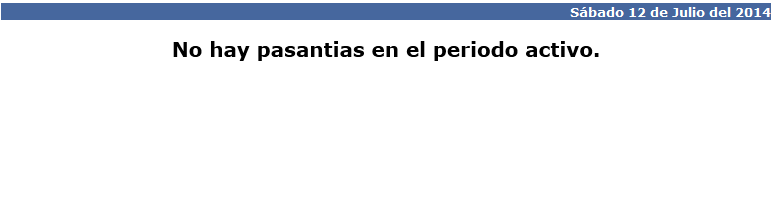 Sábado 12 de Julio del 2014
No hay pasantias en el periodo activo.